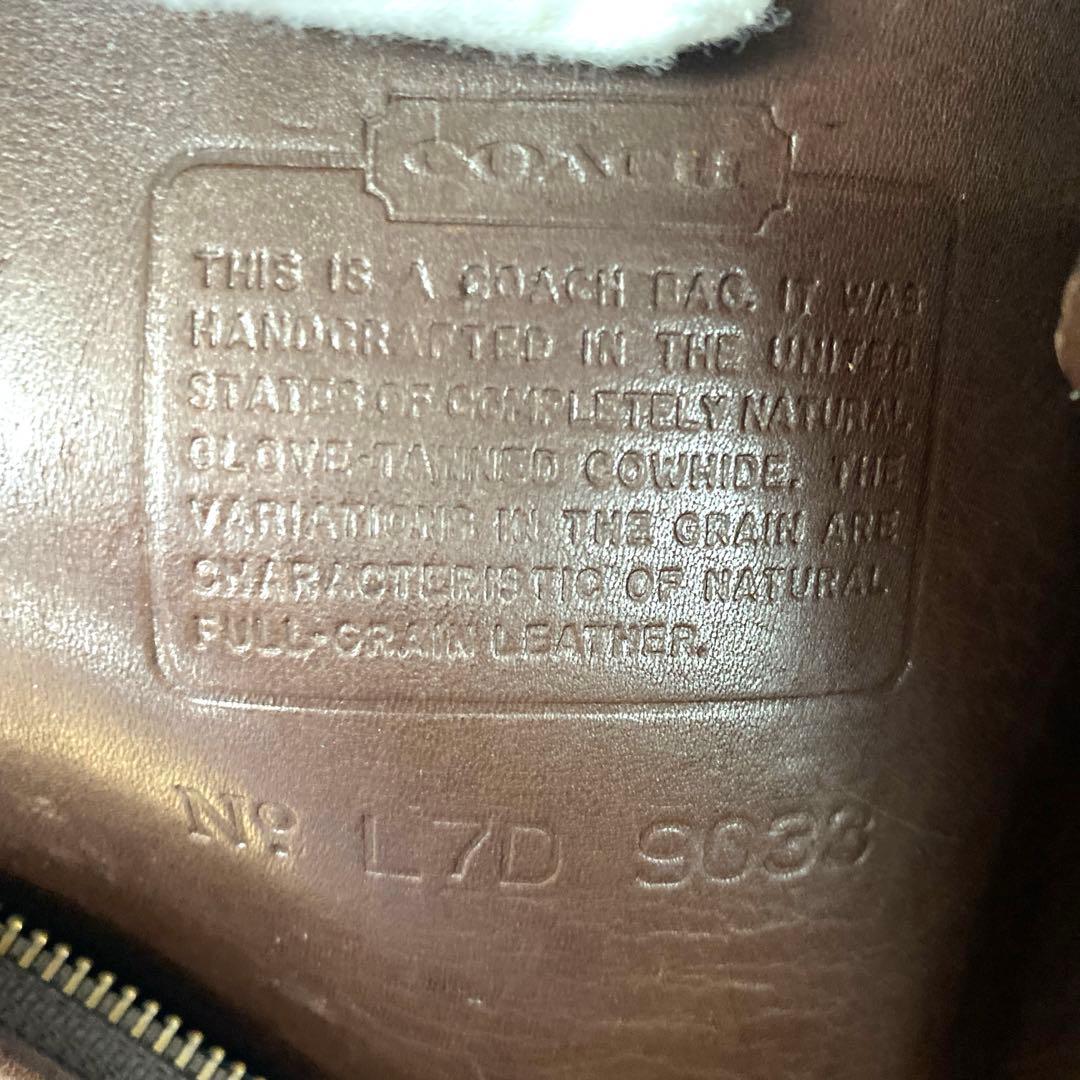 COACH
THIS IS A COACH BAG. IT WAS
HANDCRAFTED IN THE UNITED
STATES OF COMPLETELY NATURAL
GLOVE-TANNED COWHIDE. THE
VARIATIONS IN THE GRAIN ARE
CHARACTERISTIC OF NATURAL
FULL-GRAIN LEATHER.
Nº L7D 9033